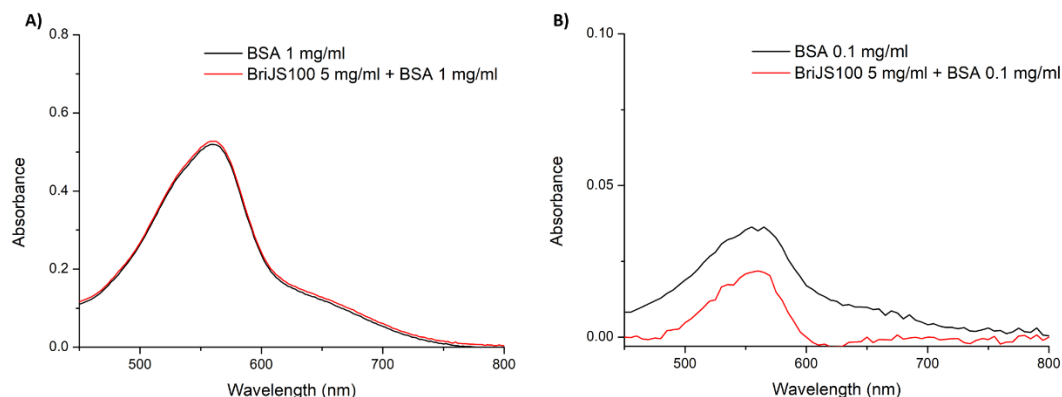 A)
BSA 1 mg/ml
BriJS100 5 mg/ml + BSA 1 mg/ml
Absorbance
0.8
0.6
0.4
0.2
0.0
500
600
700
800
Wavelength (nm)
B)
BSA 0.1 mg/ml
BriJS100 5 mg/ml + BSA 0.1 mg/ml
Absorbance
0.10
0.05
0.00
500
600
700
800
Wavelength (nm)